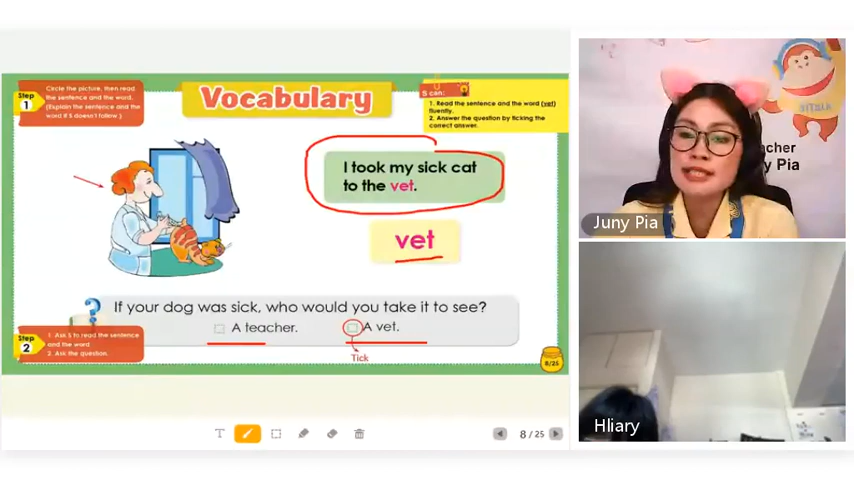 Step
1
Circle the picture, then read
the sentence and the word.
(Explain the sentence and the
word if S doesn't follow.)
Vocabulary
S can:
1. Read the sentence and the word (vet)
fluently.
2. Answer the question by ticking the
correct answer.
I took my sick cat
to the vet.
vet
If your dog was sick, who would you take it to see?
A teacher.
A vet.
Tick
Step
2
1. Ask S to read the sentence
and the word
2. Ask the question.
8/25
T
8 / 25
Juny Pia
Hliary